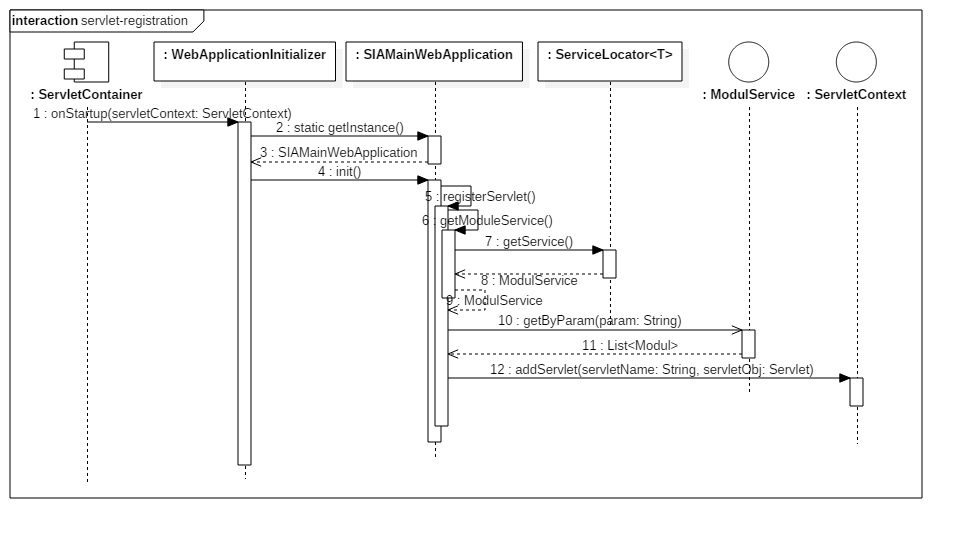 interaction servlet-registration
: WebApplicationInitializer
: SIAMainWebApplication
: ServiceLocator<T>
: ServletContainer
: ModulService
: ServletContext
1 : onStartup(servletContext: ServletContext)
2 : static getInstance()
3 : SIAMainWebApplication
4 : init()
5 : registerServlet()
6 : getModuleService()
7 : getService()
8 : ModulService
9 : ModulService
10 : getByParam(param: String)
11 : List<Modul>
12 : addServlet(servletName: String, servletObj: Servlet)